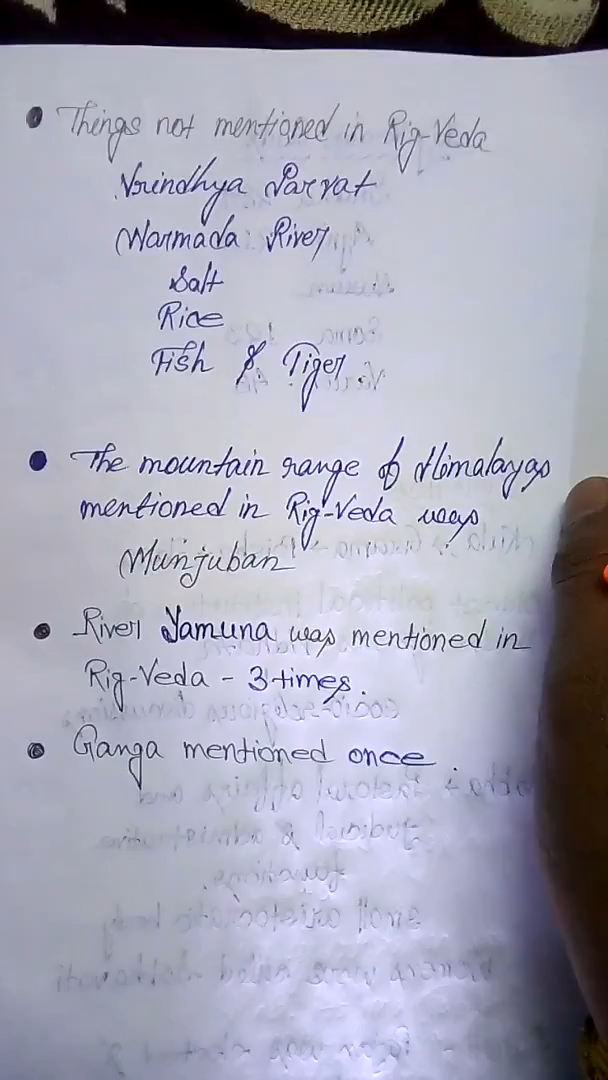 • Things not mentioned in Rig-Veda
Vrindhya Parvat
Narmada River
Salt
Rice
Fish & Tiger.
• The mountain range of Himalayas
mentioned in Rig-Veda was
Munjuban
• River Yamuna was mentioned in
Rig-Veda - 3 times.
• Ganga mentioned once.